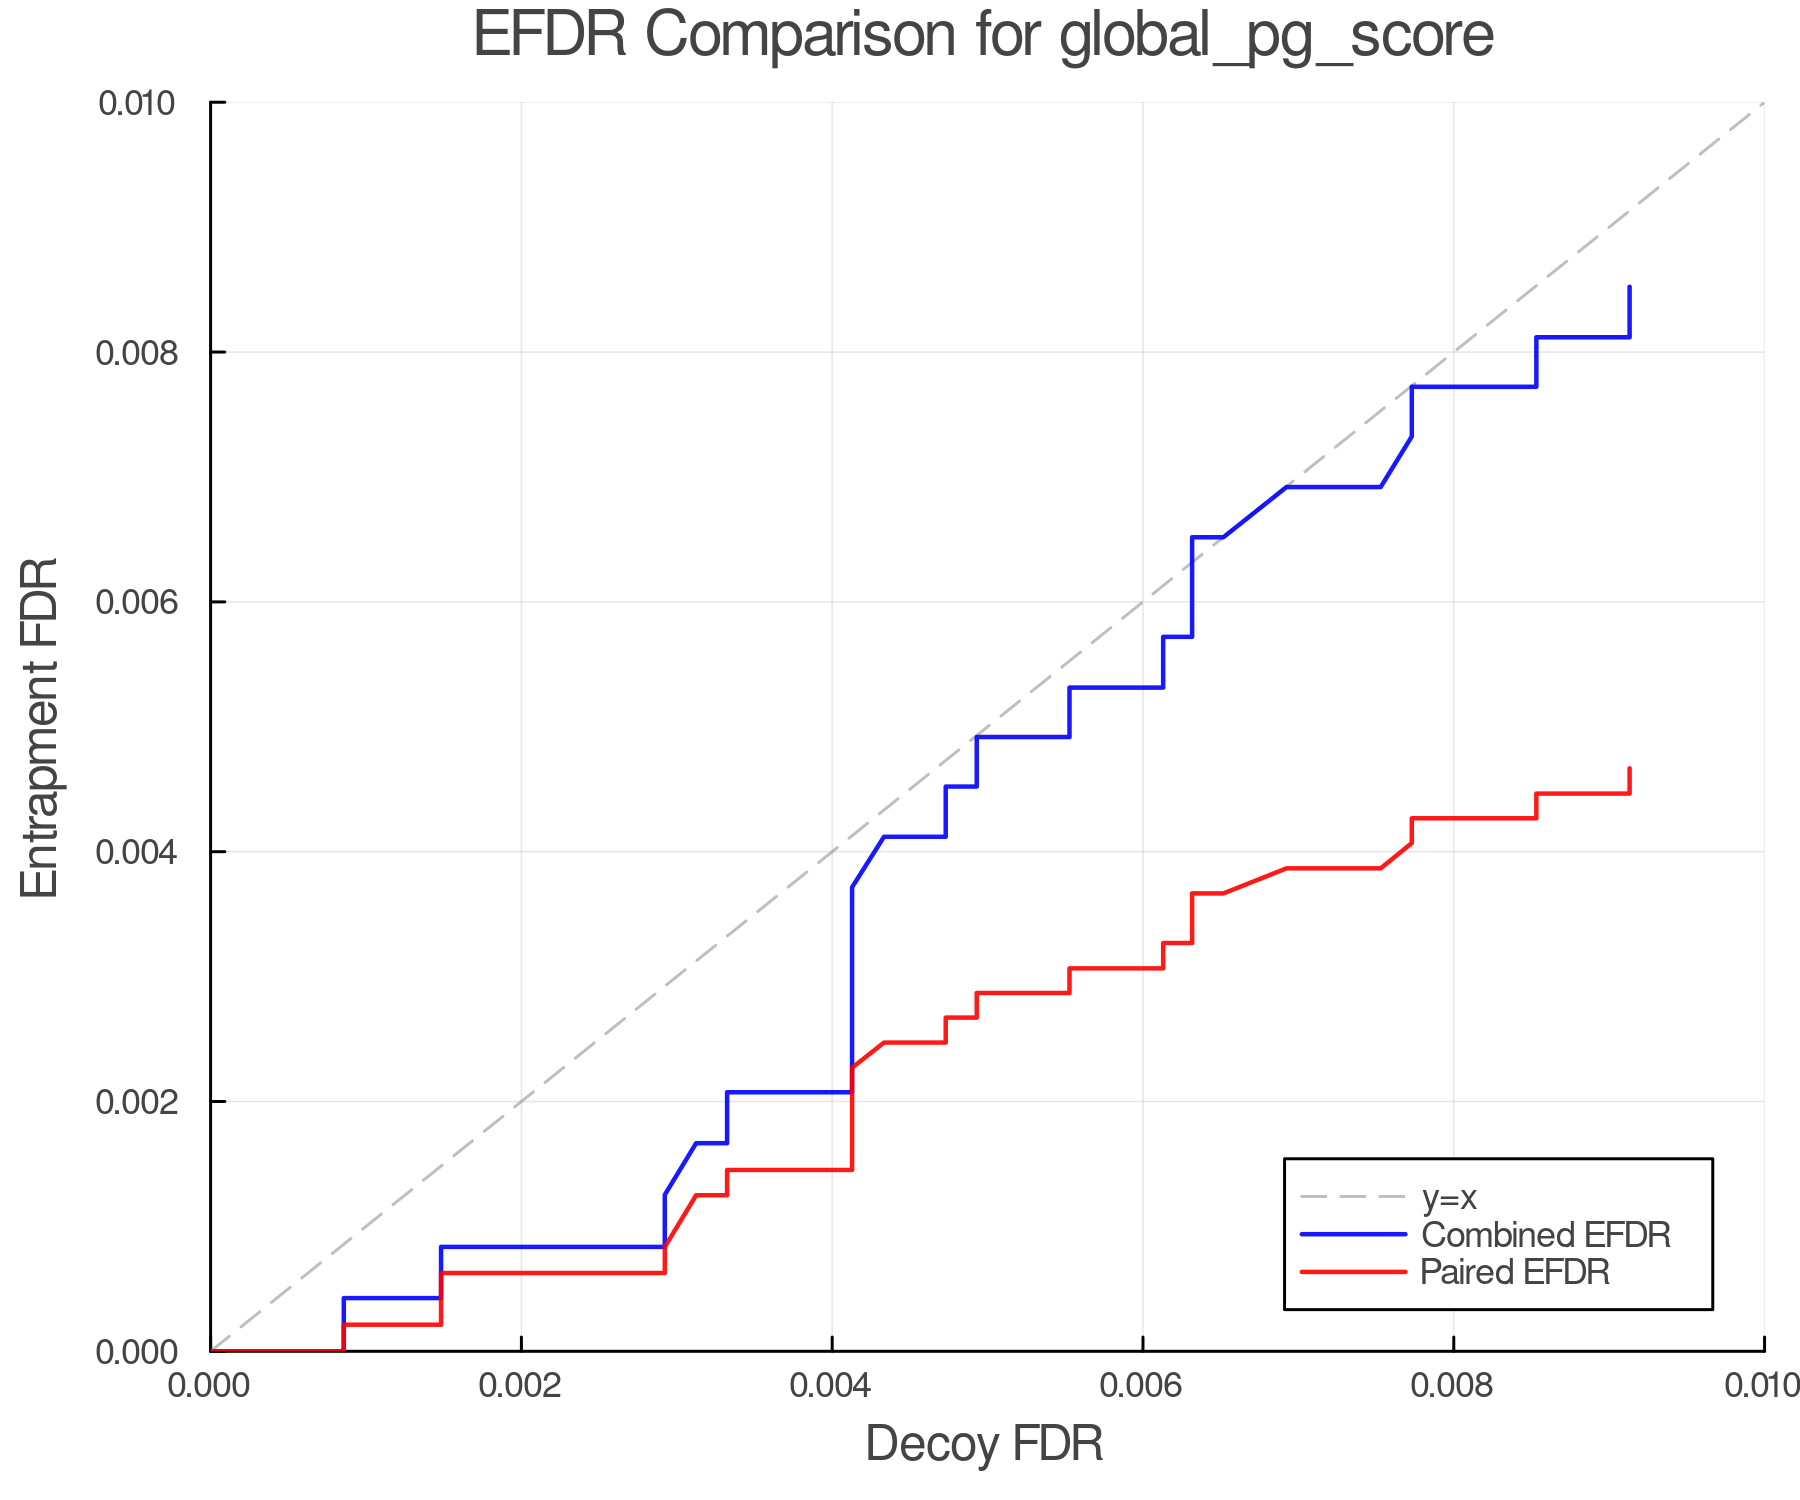 EFDR Comparison for global_pg_score
Entrapment FDR
0.010
0.008
0.006
0.004
0.002
0.000
0.000 0.002 0.004 0.006 0.008 0.010
Decoy FDR
y=x
Combined EFDR
Paired EFDR